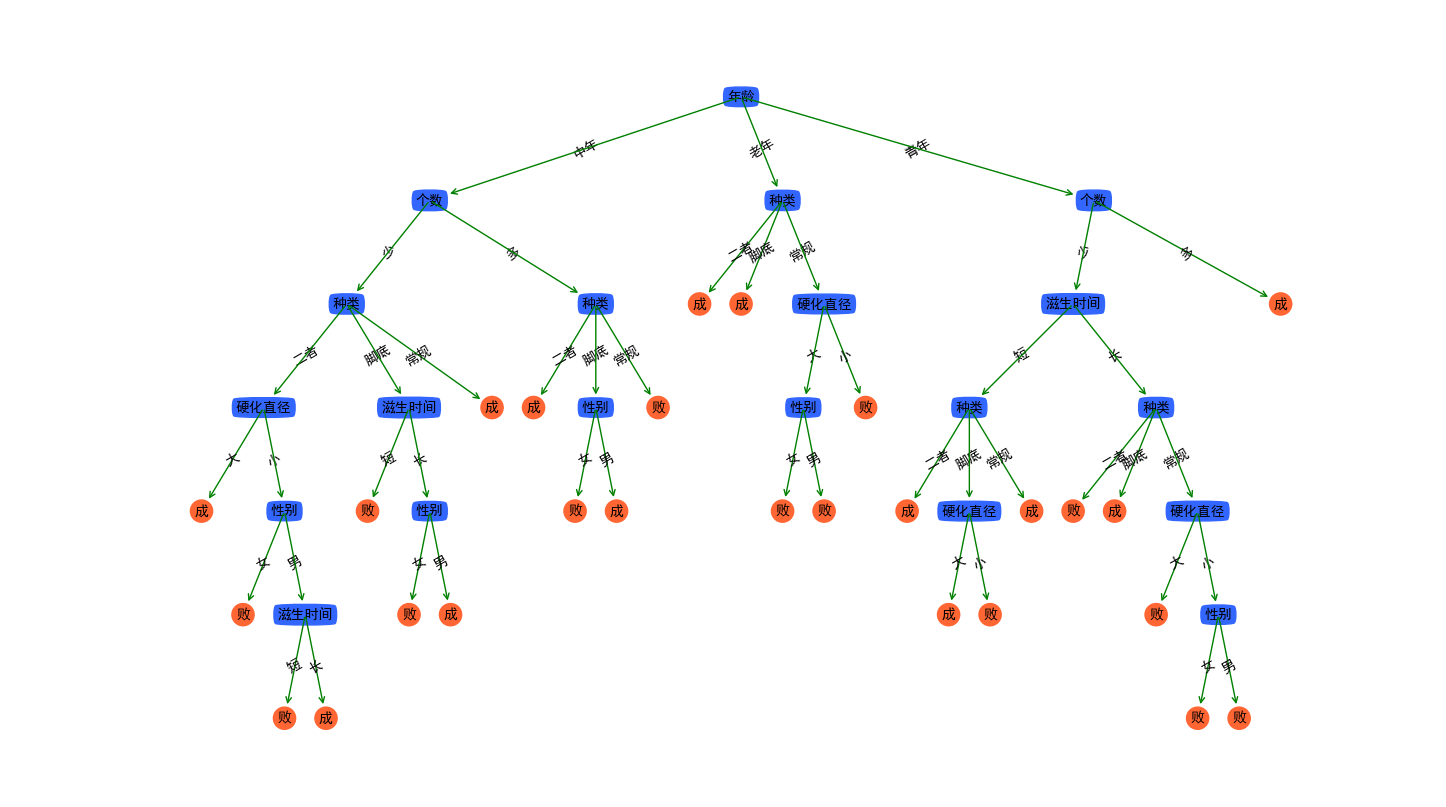 年龄
中年 老年 青年
个数 种类 个数
少 多 二者 脚底 常规 少 多
种类 种类 成 成 硬化直径 滋生时间 成
二者 脚底 常规 二者 脚底 常规 大 小 短 长
硬化直径 滋生时间 成 成 性别 败 性别 败 种类 种类
大 小 短 长 女 男 女 男 二者 脚底 常规 二者 脚底 常规
成 性别 败 性别 败 成 败 败 成 硬化直径 成 败 成 硬化直径
女 男 女 男 大 小 大 小
败 滋生时间 败 成 成 败 败 性别
短 长 女 男
败 成 败 败